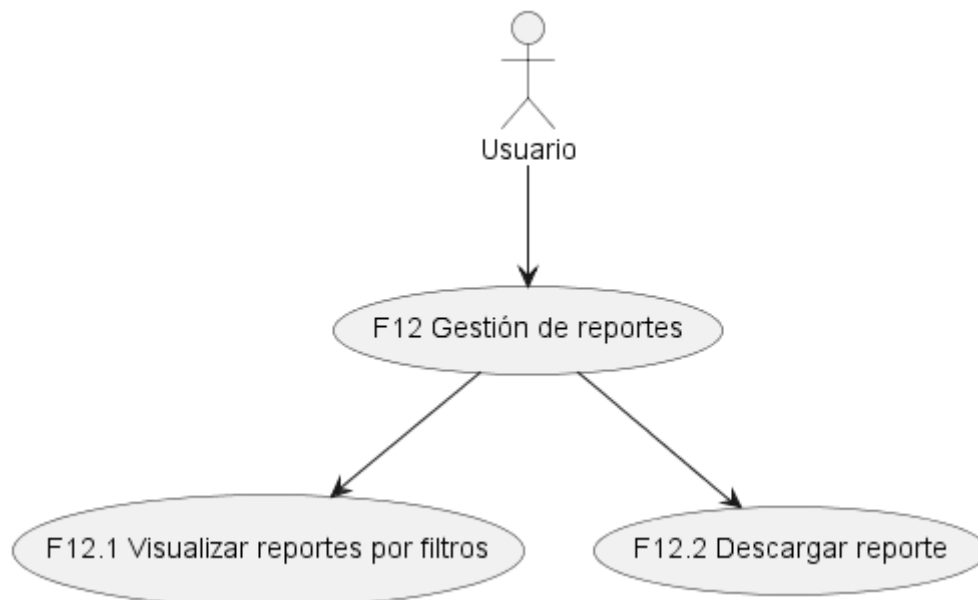 Usuario
F12 Gestión de reportes
F12.1 Visualizar reportes por filtros
F12.2 Descargar reporte